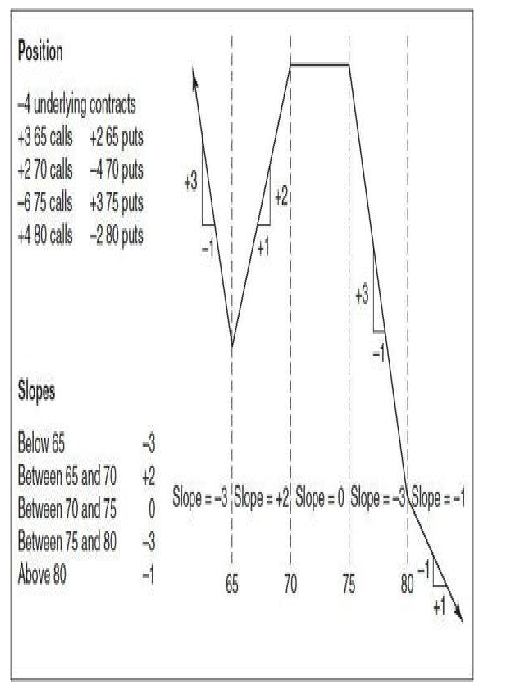 Position
–4 underlying contracts
+3 65 calls +2 65 puts
+2 70 calls –4 70 puts
–6 75 calls +3 75 puts
+4 80 calls –2 80 puts
+3
–1
+2
+1
+3
–1
Slopes
Below 65 –3
Between 65 and 70 +2
Between 70 and 75 0
Between 75 and 80 –3
Above 80 –1
Slope = –3 Slope = +2 Slope = 0 Slope = –3 Slope = –1
65 70 75 80
–1
+1